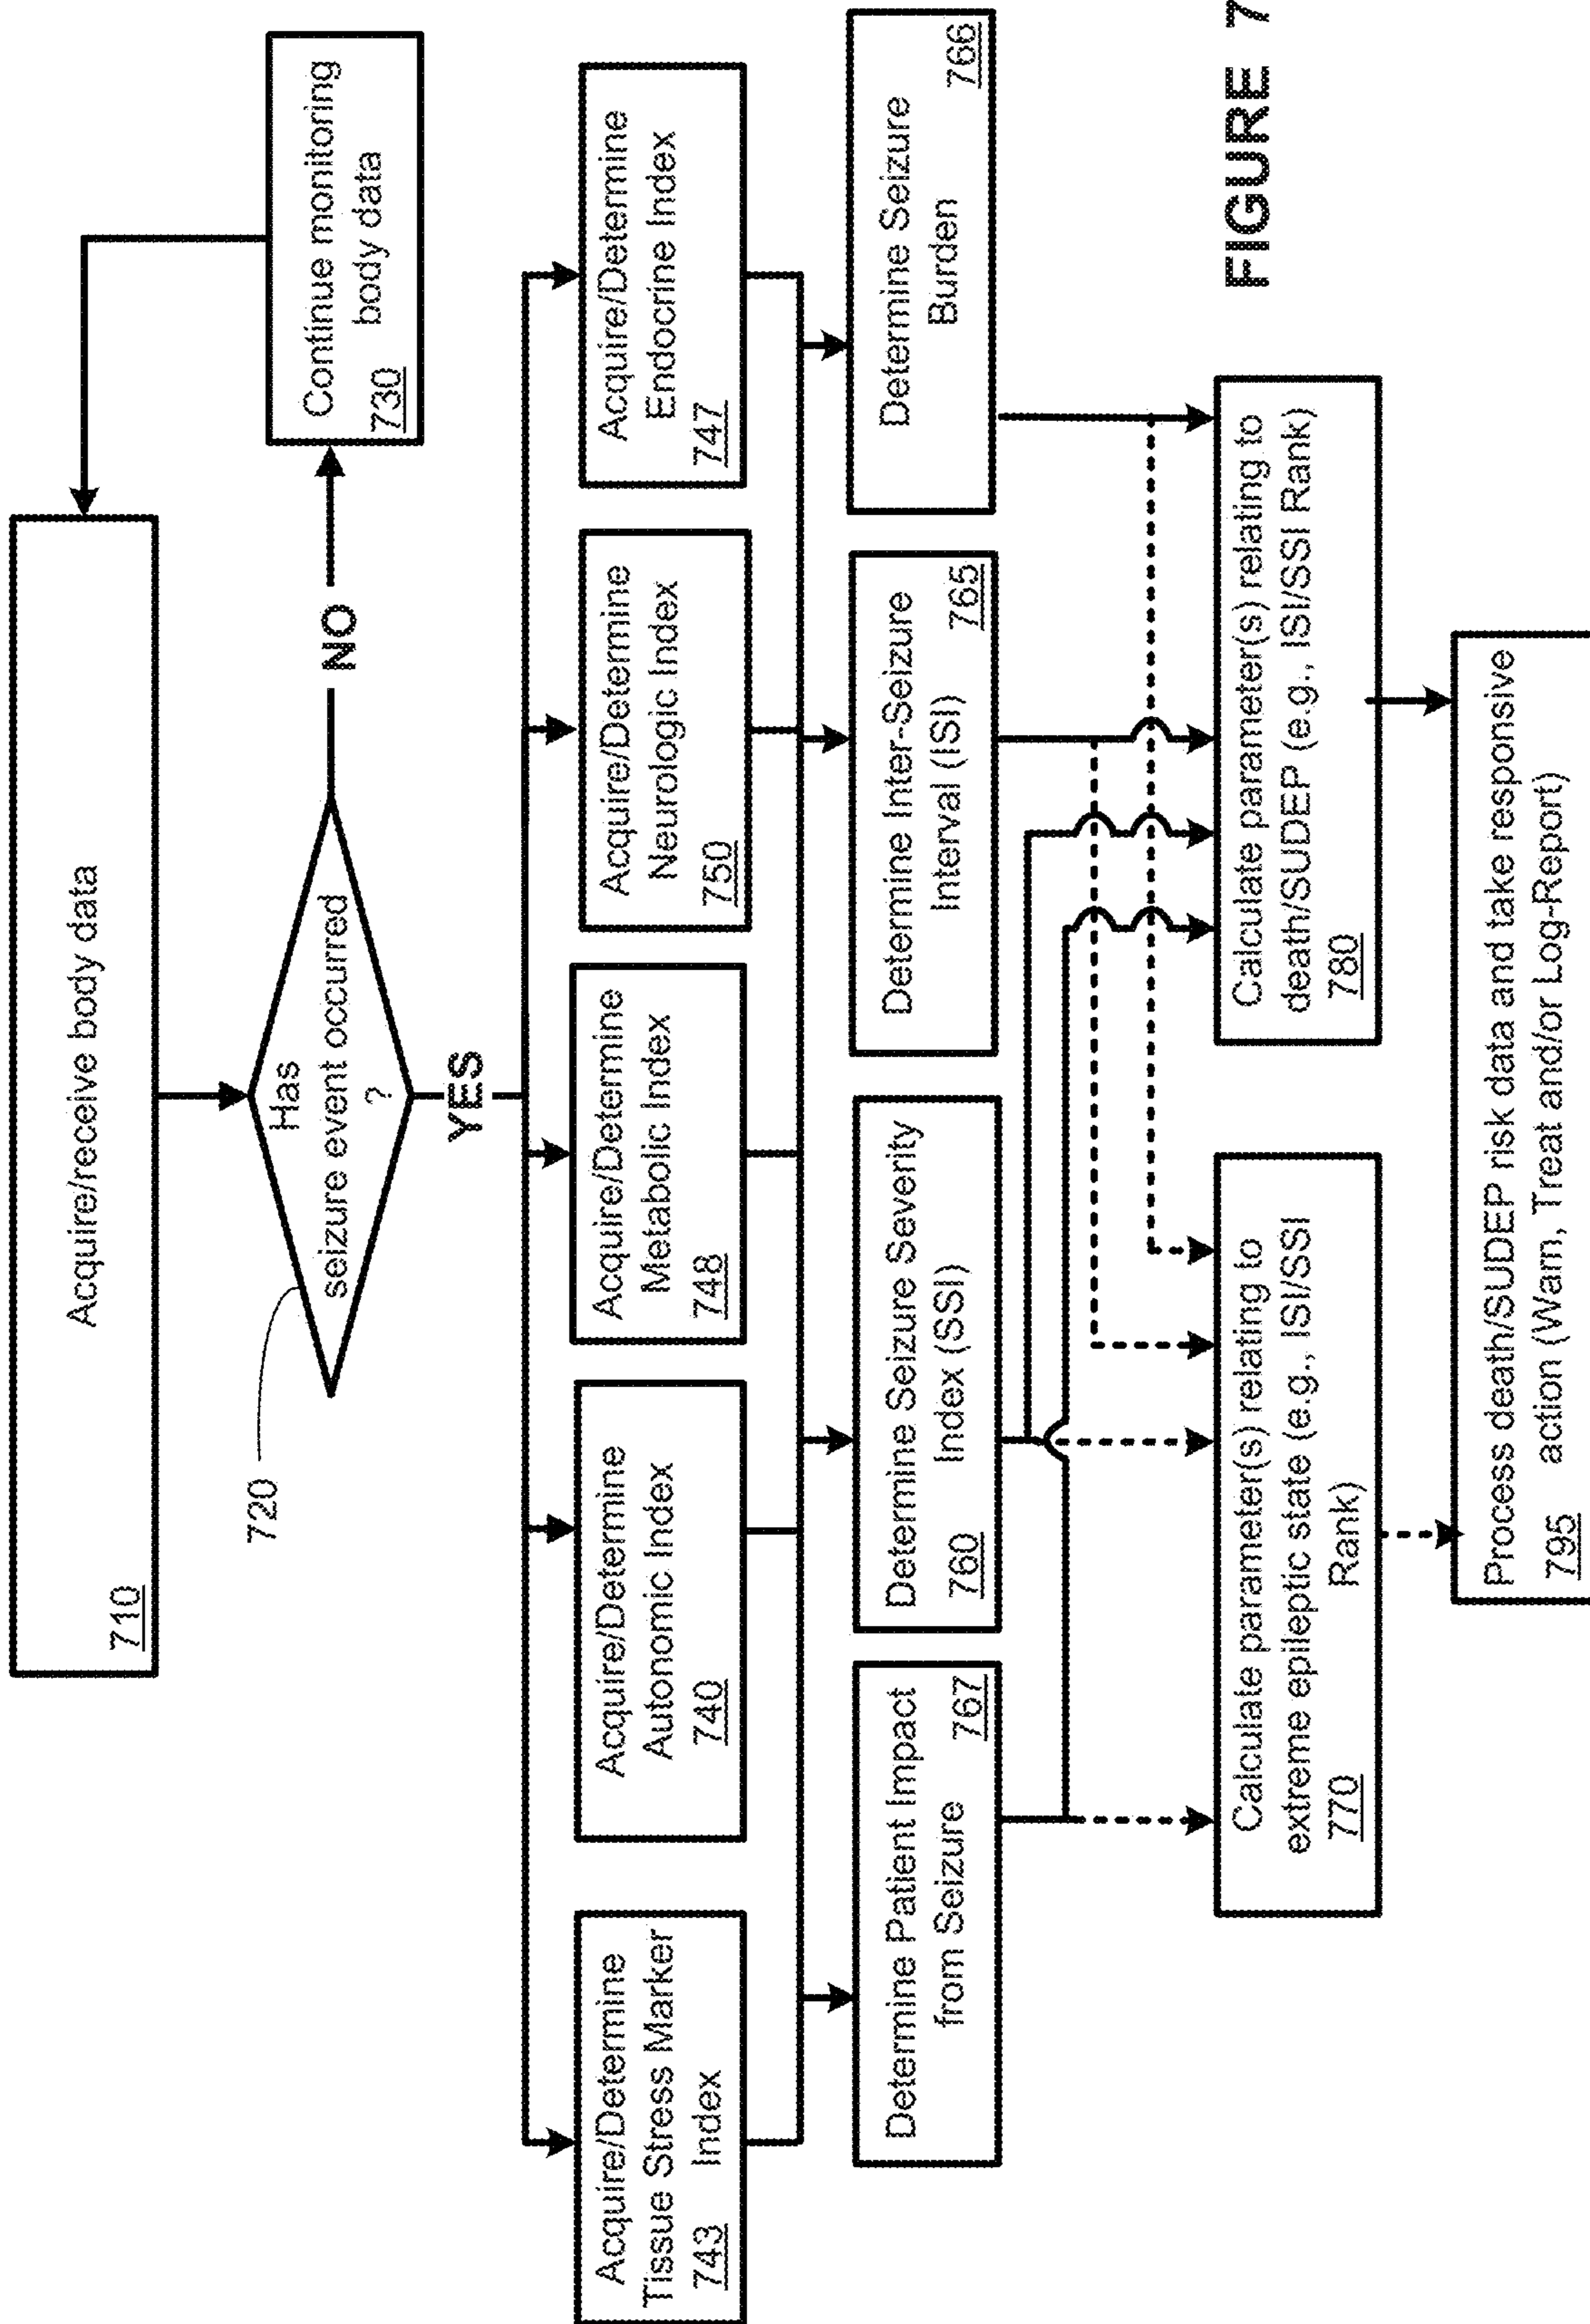 Acquire/receive body data
710
Has
seizure event occurred
?
720
NO
Continue monitoring
body data
730
YES
Acquire/Determine
Tissue Stress Marker
Index
743
Acquire/Determine
Autonomic Index
740
Acquire/Determine
Metabolic Index
748
Acquire/Determine
Neurologic Index
750
Acquire/Determine
Endocrine Index
747
Determine Patient Impact
from Seizure
767
Determine Seizure Severity
Index (SSI)
760
Determine Inter-Seizure
Interval (ISI)
765
Determine Seizure
Burden
766
Calculate parameter(s) relating to
extreme epileptic state (e.g., ISI/SSI
Rank)
770
Calculate parameter(s) relating to
death/SUDEP (e.g., ISI/SSI Rank)
780
Process death/SUDEP risk data and take responsive
action (Warn, Treat and/or Log-Report)
795
FIGURE 7